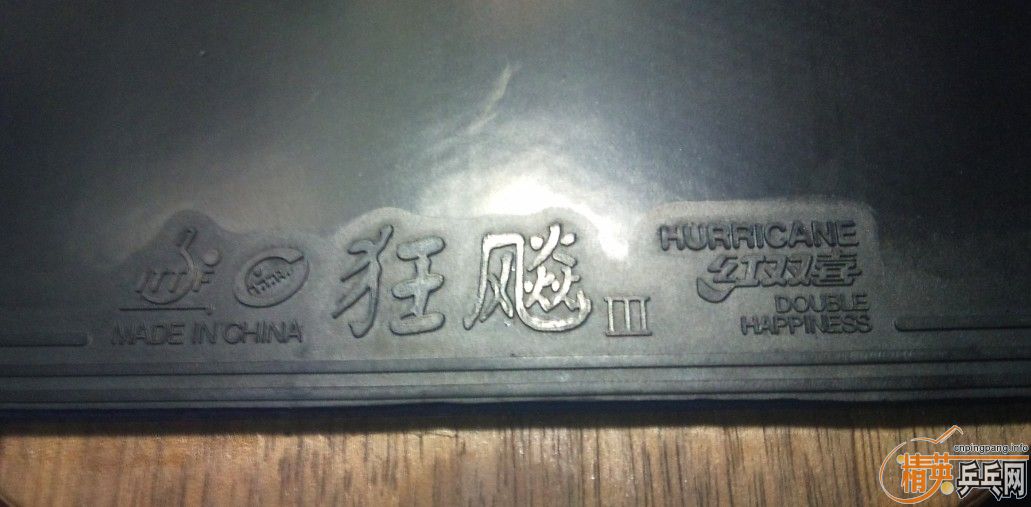 ITTF
MADE IN CHINA
狂飚
III
HURRICANE
红双喜
DOUBLE
HAPPINESS
cnpingpang.info
精英乒乓网